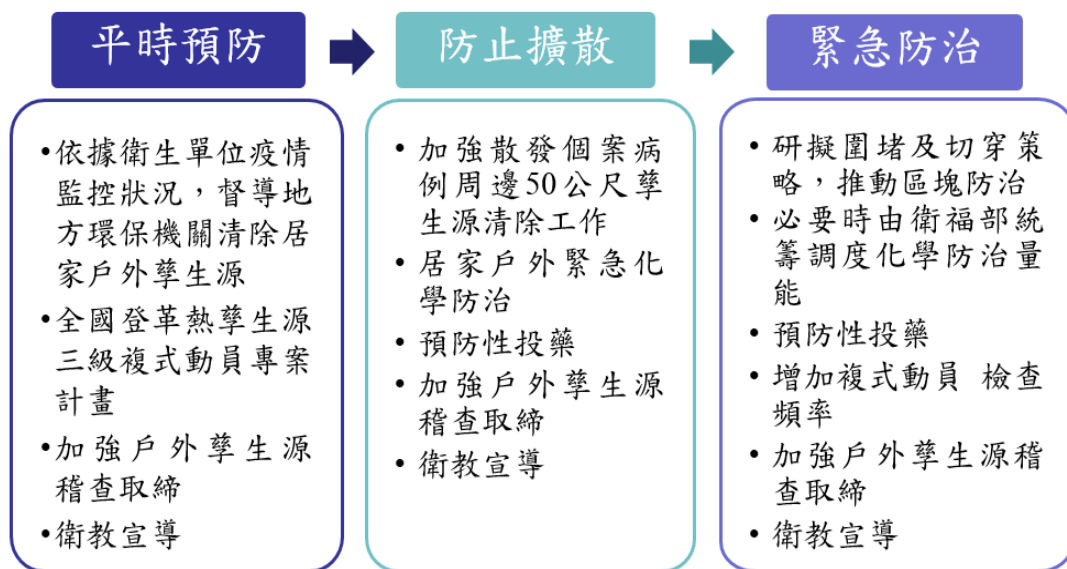 平時預防
•依據衛生單位疫情
監控狀況，督導地
方環保機關清除居
家戶外孳生源
•全國登革熱孳生源
三級複式動員專案
計畫
•加強戶外孳生源
稽查取締
•衛教宣導
防止擴散
• 加強散發個案病
例周邊50公尺孳
生源清除工作
• 居家戶外緊急化
學防治
• 預防性投藥
• 加強戶外孳生源
稽查取締
• 衛教宣導
緊急防治
• 研擬圍堵及切穿策
略，推動區塊防治
• 必要時由衛福部統
籌調度化學防治量
能
• 預防性投藥
• 增加複式動員 檢查
頻率
• 加強戶外孳生源稽
查取締
• 衛教宣導